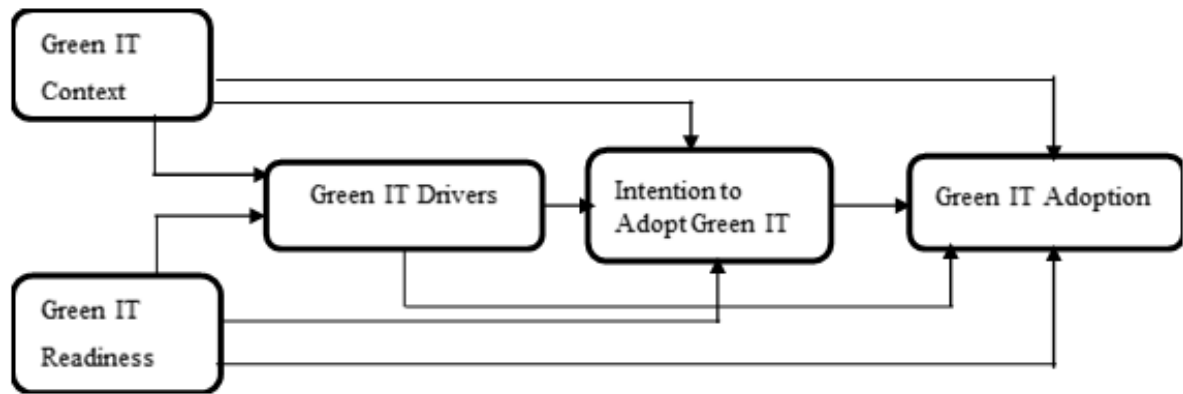 Green IT
Context
Green IT Drivers
Intention to
Adopt Green IT
Green IT Adoption
Green IT
Readiness